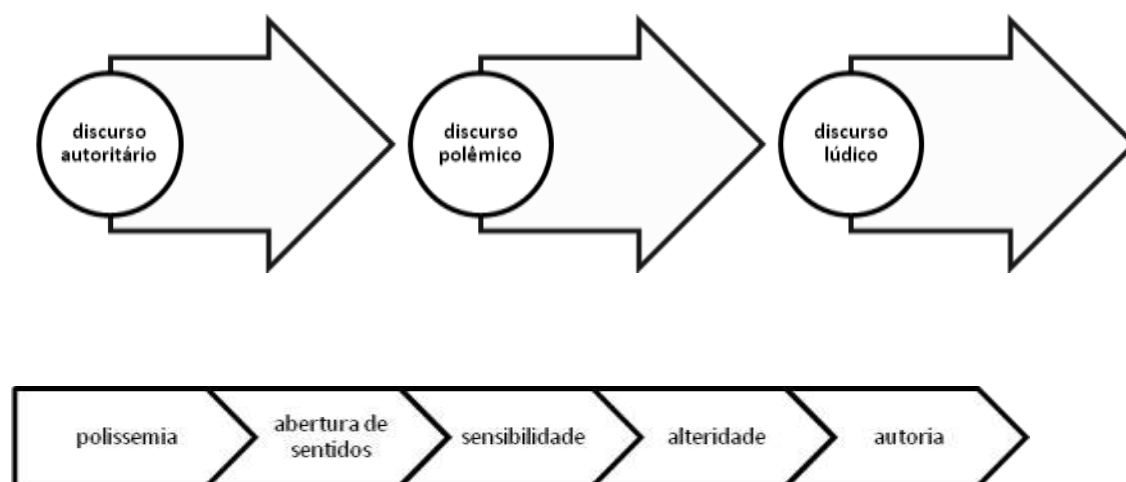 discurso
autoritário
discurso
polêmico
discurso
lúdico
polissemia
abertura de
sentidos
sensibilidade
alteridade
autoria